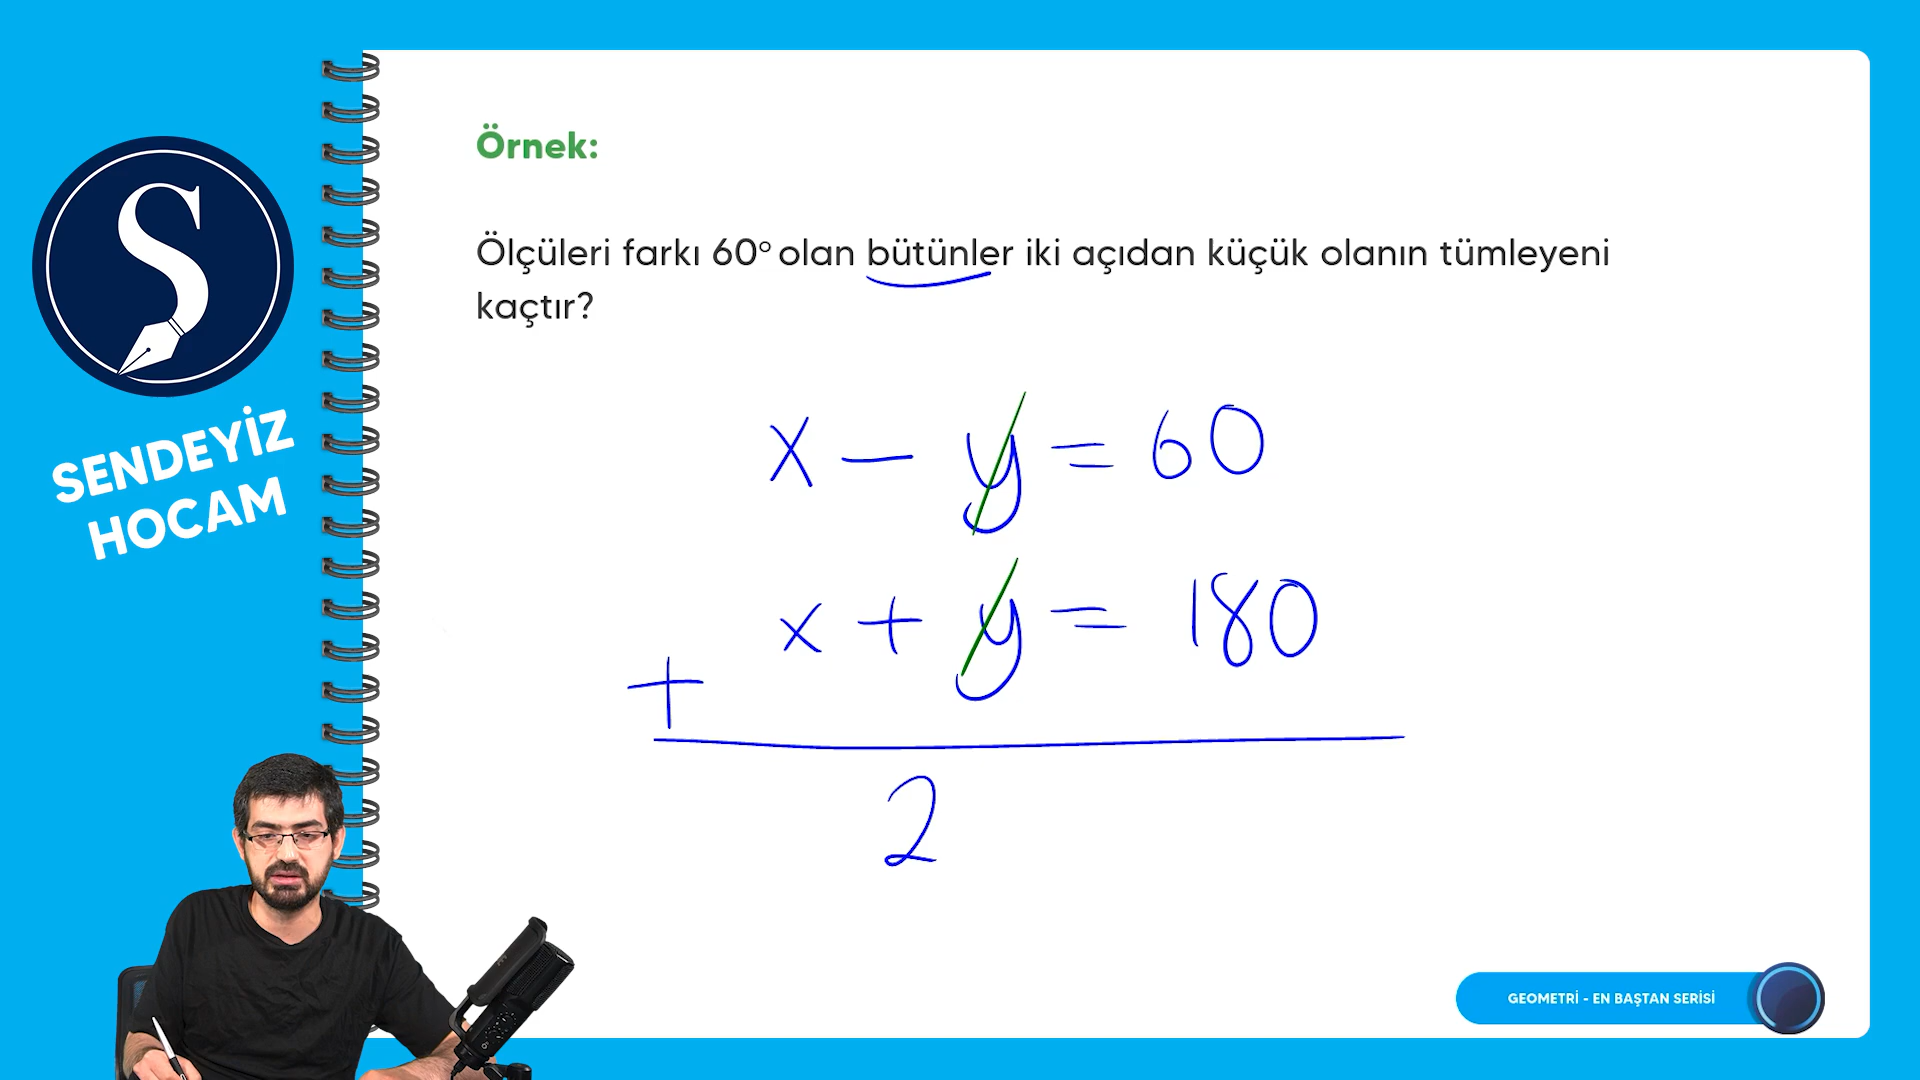 S
SENDEYİZ
HOCAM
Örnek:
Ölçüleri farkı 60° olan bütünler iki açıdan küçük olanın tümleyeni
kaçtır?
x - y = 60
x + y = 180
+
2
GEOMETRİ - EN BAŞTAN SERİSİ